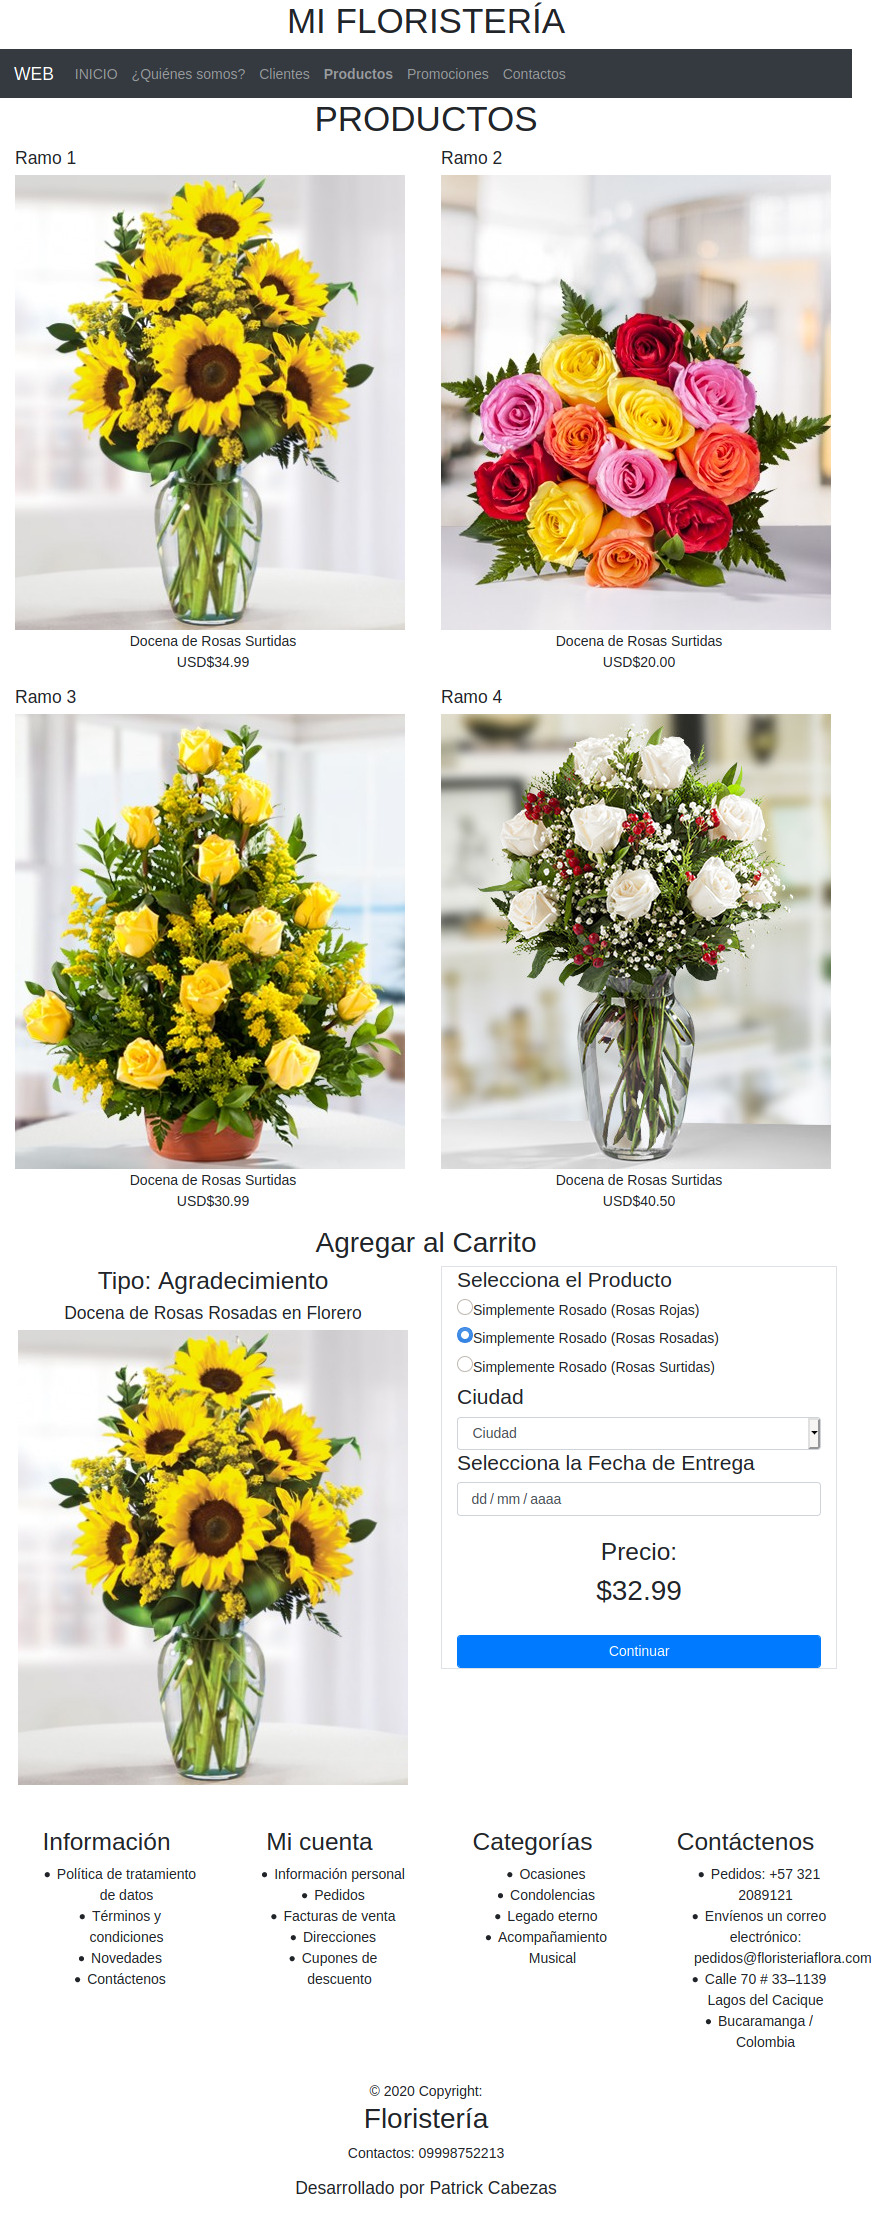 MI FLORISTERÍA
WEB INICIO ¿Quiénes somos? Clientes Productos Promociones Contactos
PRODUCTOS
Ramo 1
Docena de Rosas Surtidas
USD$34.99
Ramo 2
Docena de Rosas Surtidas
USD$20.00
Ramo 3
Docena de Rosas Surtidas
USD$30.99
Ramo 4
Docena de Rosas Surtidas
USD$40.50
Agregar al Carrito
Tipo: Agradecimiento
Docena de Rosas Rosadas en Florero
Selecciona el Producto
Simplemente Rosado (Rosas Rojas)
Simplemente Rosado (Rosas Rosadas)
Simplemente Rosado (Rosas Surtidas)
Ciudad
Ciudad
Selecciona la Fecha de Entrega
dd / mm / aaaa
Precio:
$32.99
Continuar
Información
• Política de tratamiento
de datos
• Términos y
condiciones
• Novedades
• Contáctenos
Mi cuenta
• Información personal
• Pedidos
• Facturas de venta
• Direcciones
• Cupones de
descuento
Categorías
• Ocasiones
• Condolencias
• Legado eterno
• Acompañamiento
Musical
Contáctenos
• Pedidos: +57 321
2089121
• Envíenos un correo
electrónico:
pedidos@floristeriaflora.com
• Calle 70 # 33–1139
Lagos del Cacique
• Bucaramanga /
Colombia
© 2020 Copyright:
Floristería
Contactos: 09998752213
Desarrollado por Patrick Cabezas